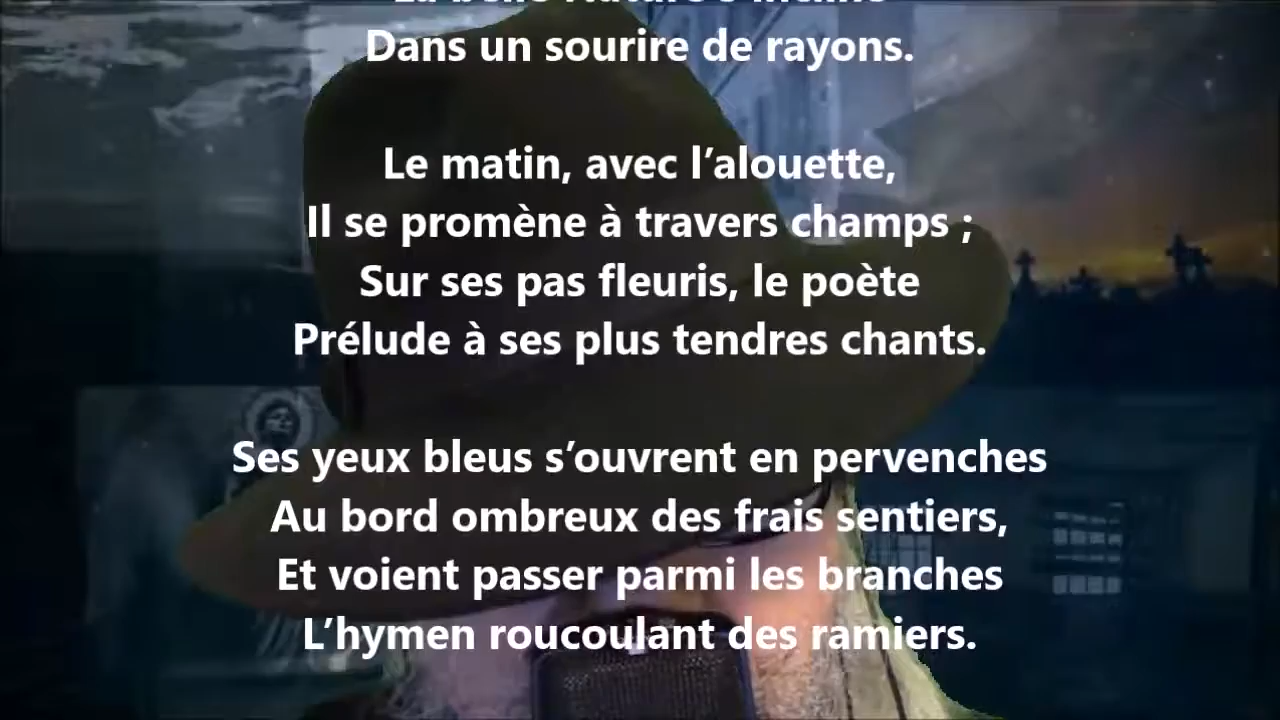 Dans un sourire de rayons.
Le matin, avec l’alouette,
Il se promène à travers champs ;
Sur ses pas fleuris, le poète
Prélude à ses plus tendres chants.
Ses yeux bleus s’ouvrent en pervenches
Au bord ombreux des frais sentiers,
Et voient passer parmi les branches
L’hymen roucoulant des ramiers.